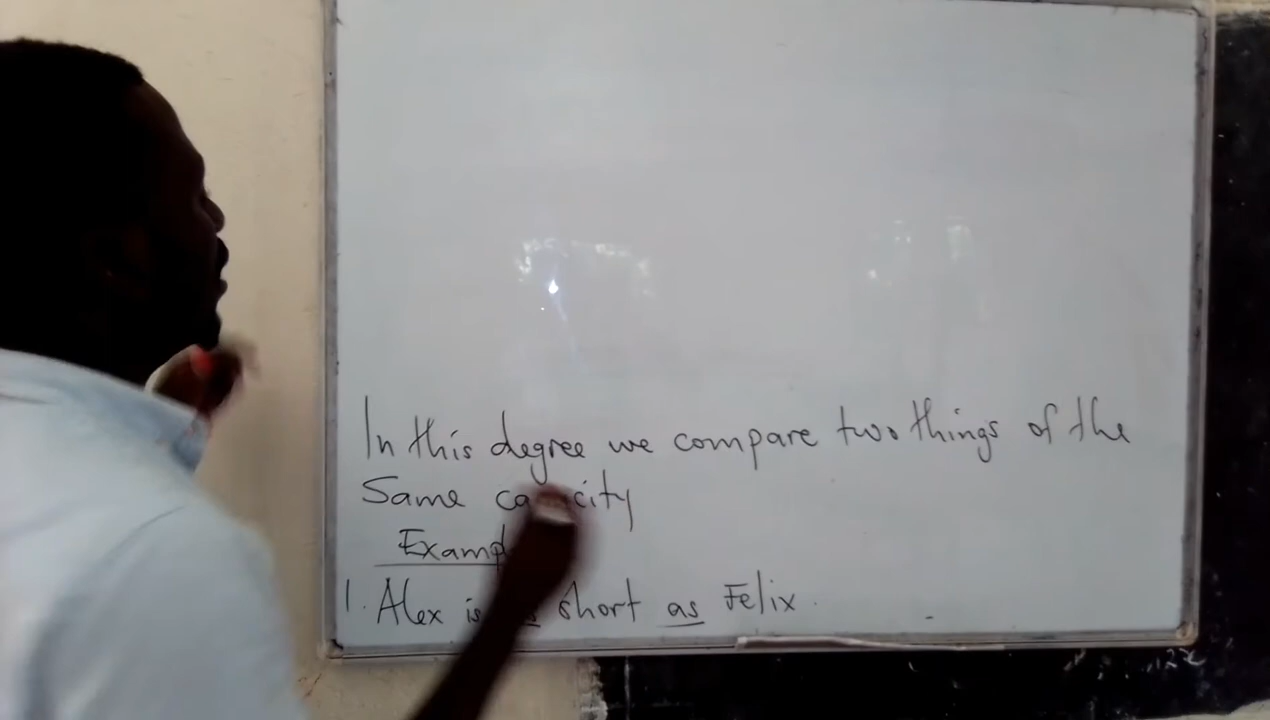 In this degree we compare two things of the
Same capacity
Example
1. Alex is as short as Felix.